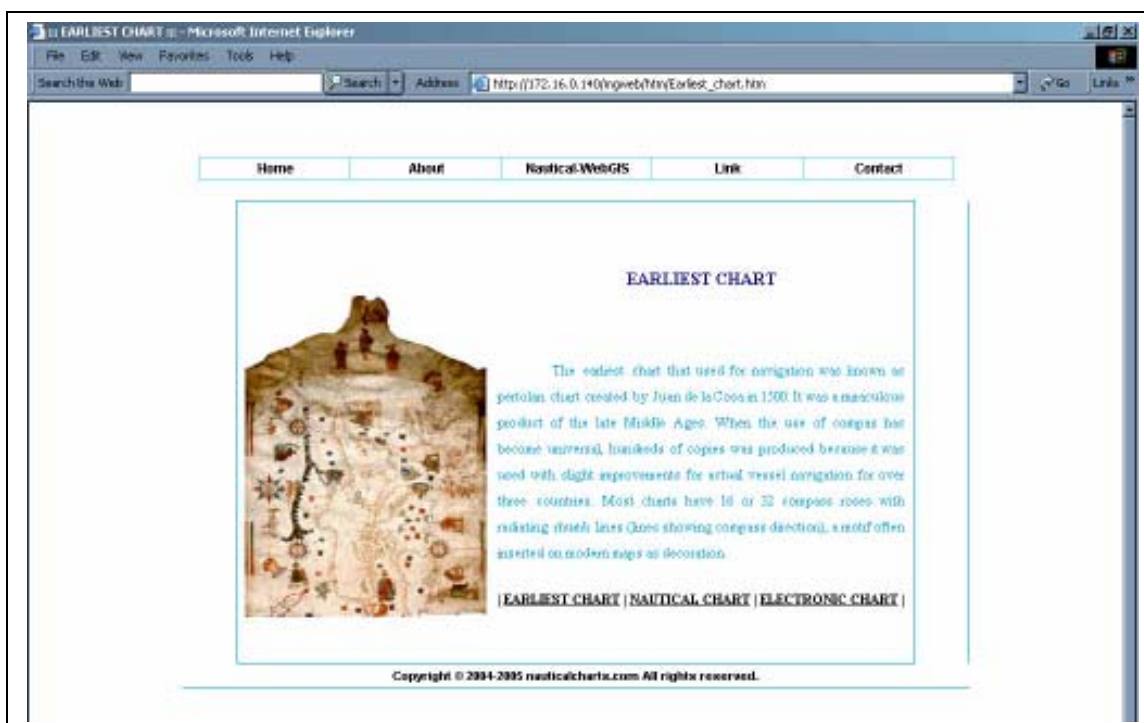 ::: EARLIEST CHART ::: - Microsoft Internet Explorer
File Edit View Favorites Tools Help
Search the Web Search Address http://172.16.0.140/mgweb/htm/Earliest_chart.htm Go Links »
Home About Nautical-WebGIS Link Contact
EARLIEST CHART
The earliest chart that used for navigation was known as
portolan chart created by Juan de la Cosa in 1500. It was a miraculous
product of the late Middle Ages. When the use of compas has
become universal, hundreds of copies was produced because it was
used with slight improvements for actual vessel navigation for over
three countries. Most charts have 16 or 32 compass roses with
radiating rhumb lines (lines showing compass direction), a motif often
inserted on modern maps as decoration.
| EARLIEST CHART | NAUTICAL CHART | ELECTRONIC CHART |
Copyright © 2004-2005 nauticalcharts.com All rights reserved.